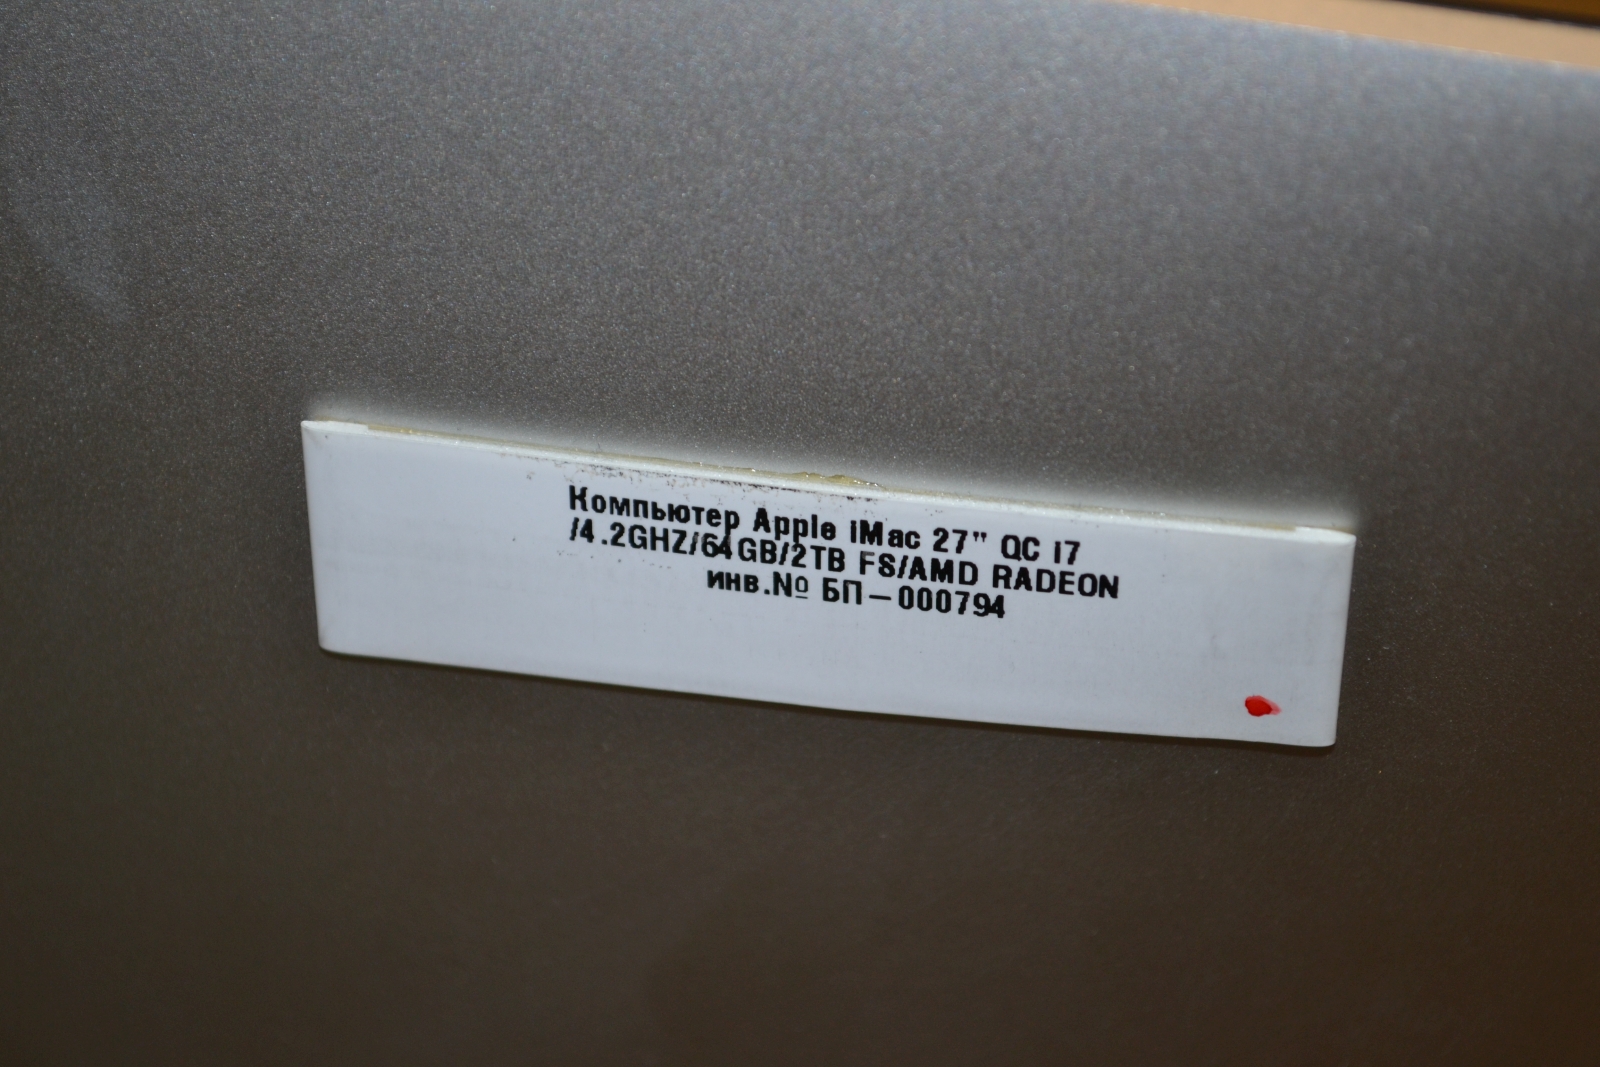 Компьютер Apple iMac 27" QC i7
/4.2GHZ/64GB/2TB FS/AMD RADEON
инв.№ БП-000794